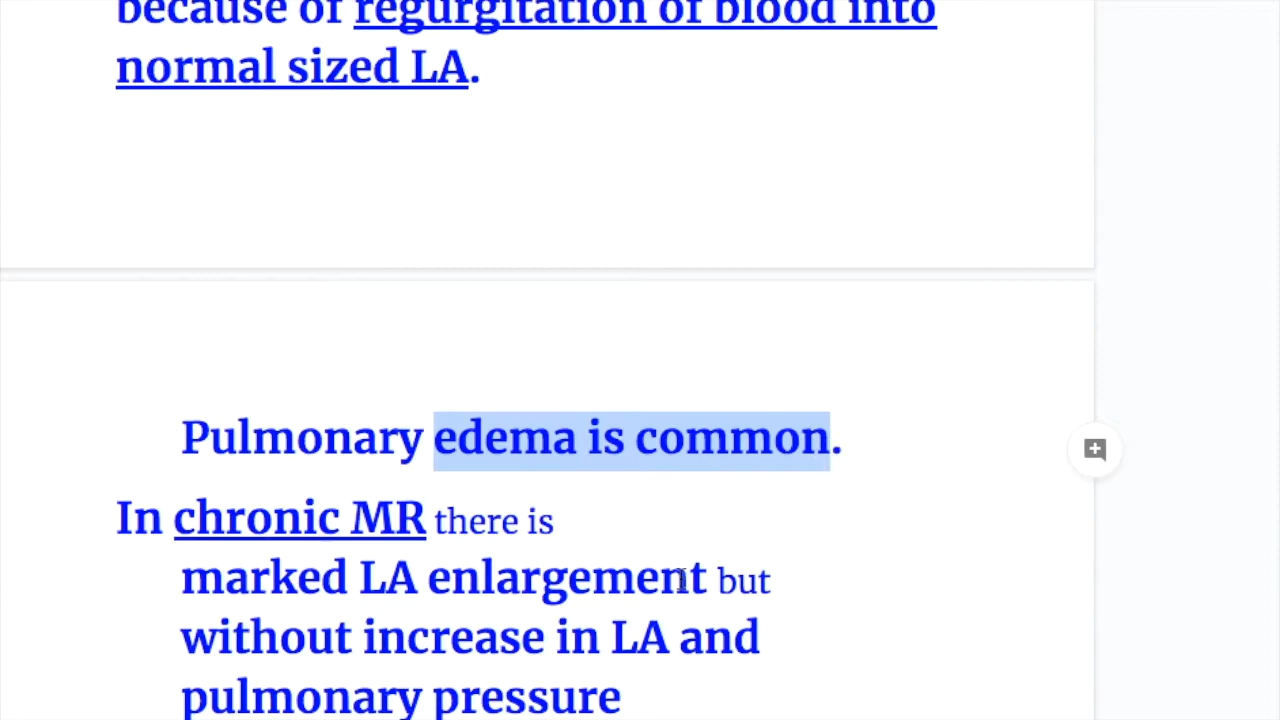 because of regurgitation of blood into
normal sized LA.
Pulmonary edema is common.
In chronic MR there is
marked LA enlargement but
without increase in LA and
pulmonary pressure